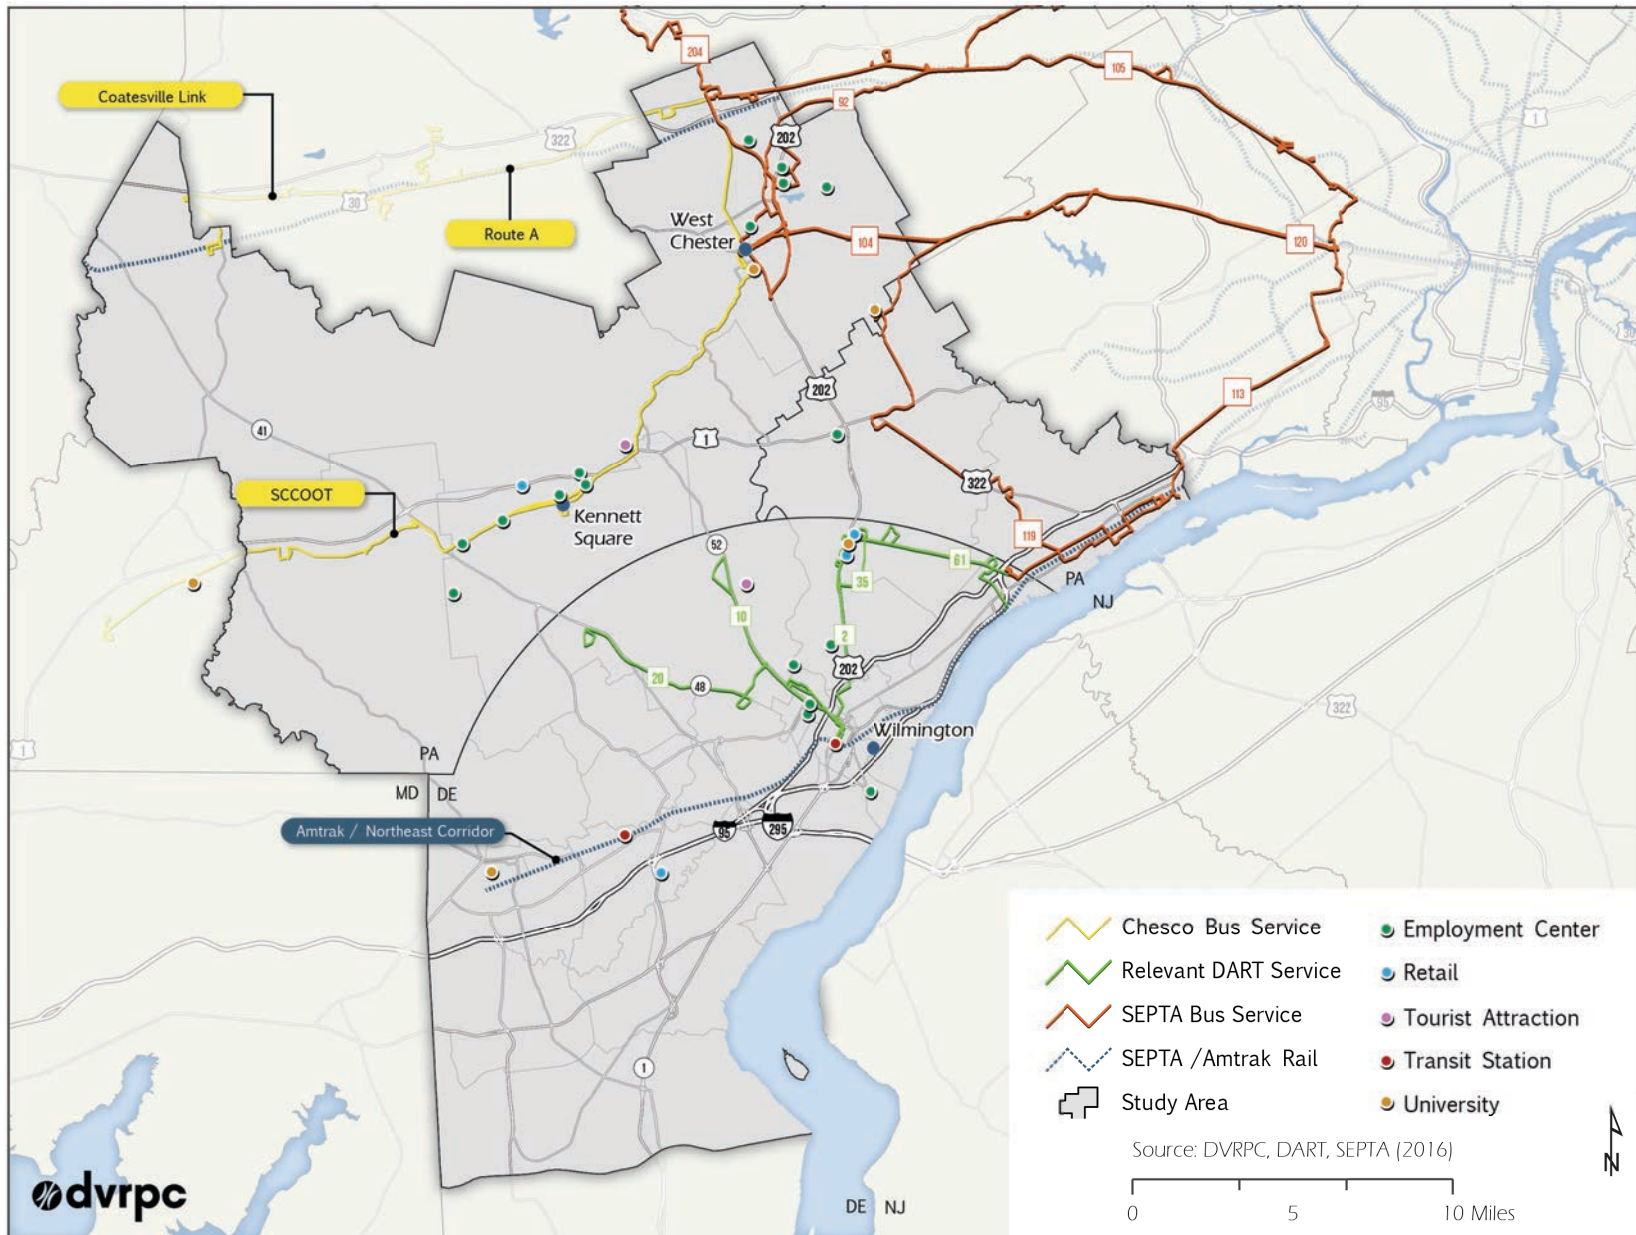 204
105
Coatesville Link
92
322
202
1
30
West
Chester
Route A
104
120
30
202
113
95
41
1
322
SCCOOT
Kennett
Square
119
52
61
35
PA
NJ
10
2
202
20
48
322
Wilmington
1
PA
MD
DE
Amtrak / Northeast Corridor
95
295
Chesco Bus Service
Employment Center
Relevant DART Service
Retail
SEPTA Bus Service
Tourist Attraction
SEPTA /Amtrak Rail
Transit Station
Study Area
University
1
Source: DVRPC, DART, SEPTA (2016)
N
dvrpc
DE
NJ
0
5
10 Miles